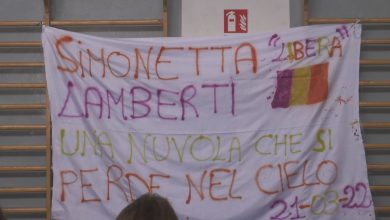 SiMONETTA "LIBERA"
LAMBERTI
UNA NUVOLA CHE SI
PERDE NEL CIELO
21-03-22